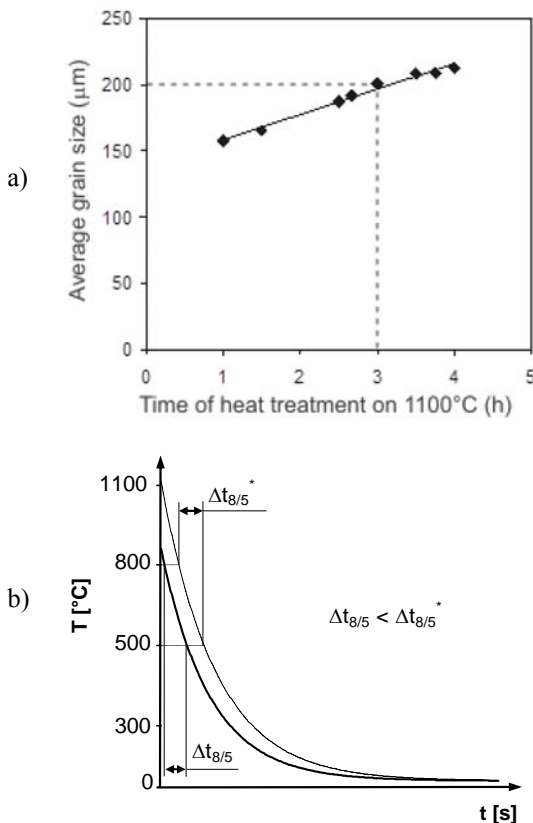 a)
Average grain size (μm)
250
200
150
100
50
0
0 1 2 3 4 5
Time of heat treatment on 1100°C (h)
b)
T [°C]
1100
800
500
300
0
Δt8/5*
Δt8/5 < Δt8/5*
Δt8/5
t [s]